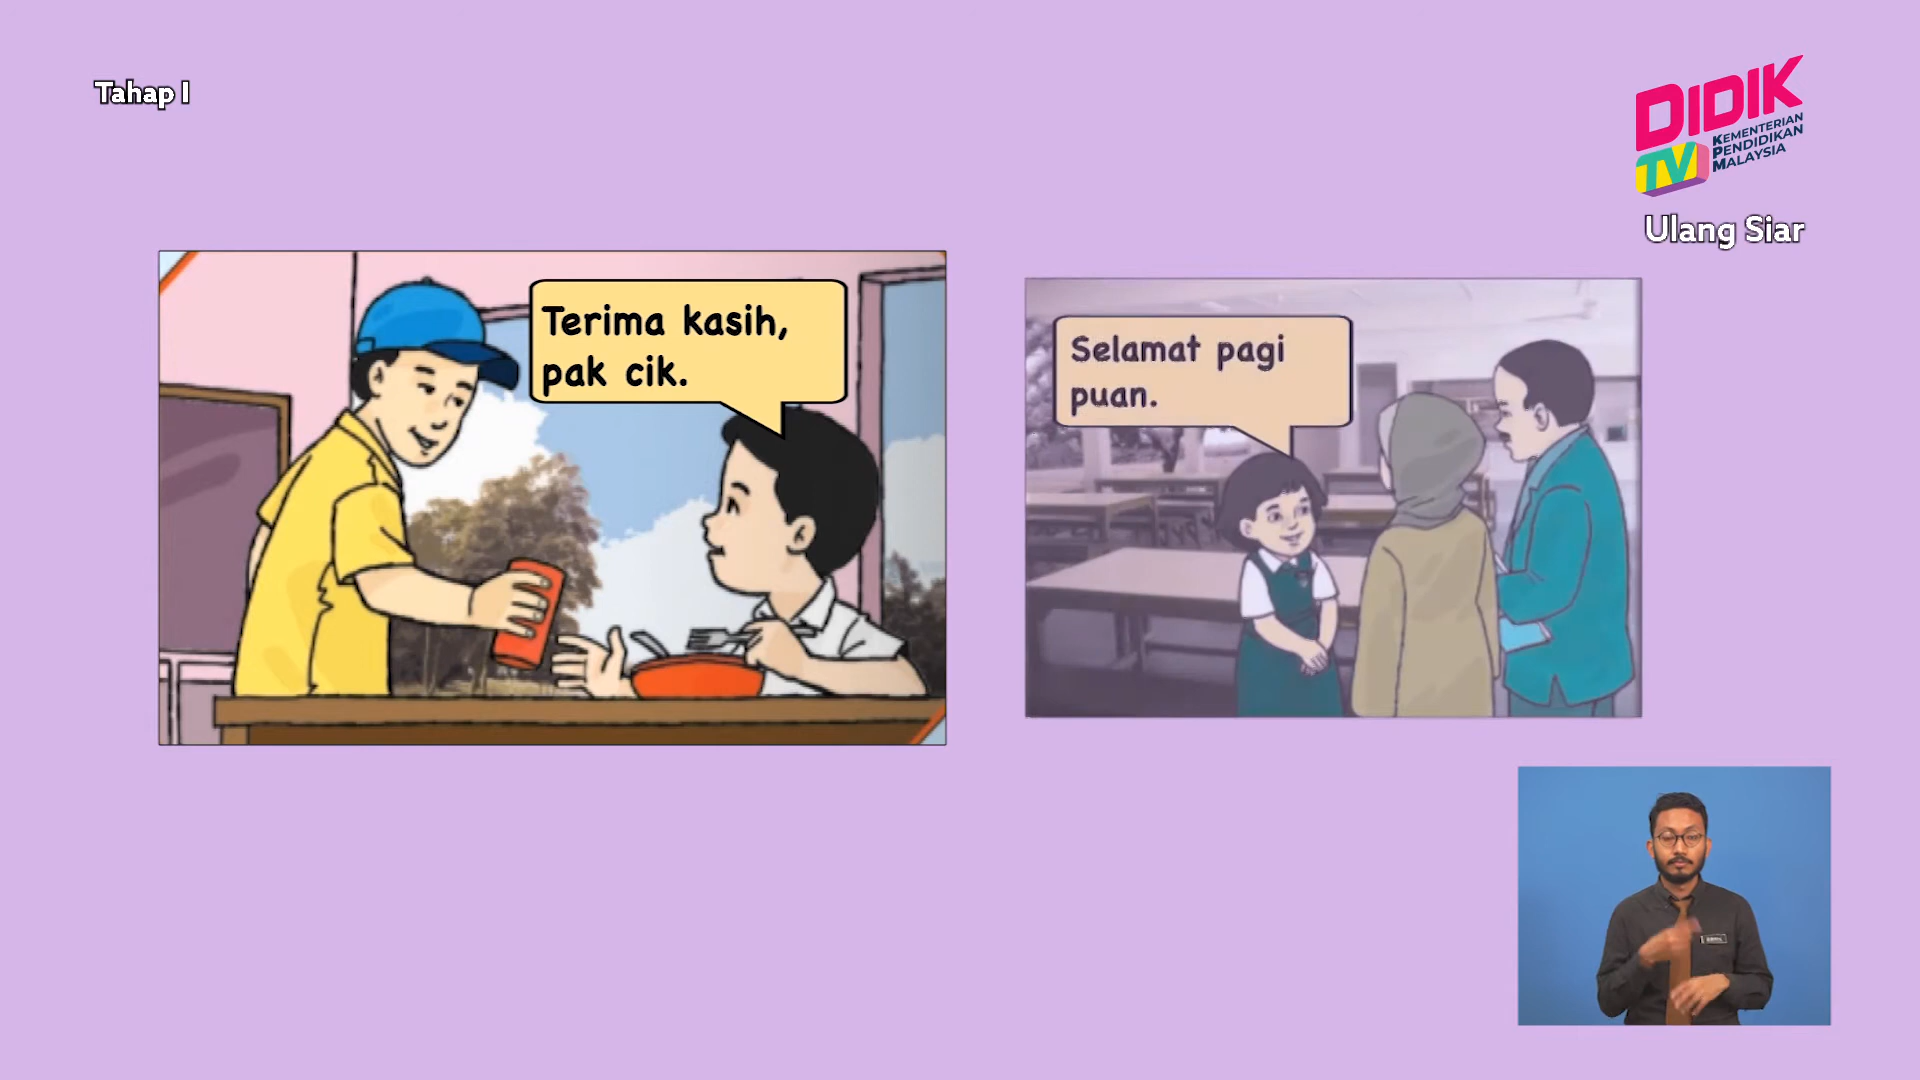 Tahap I
DIDIK
TV
KEMENTERIAN
PENDIDIKAN
MALAYSIA
Ulang Siar
Terima kasih,
pak cik.
Selamat pagi
puan.